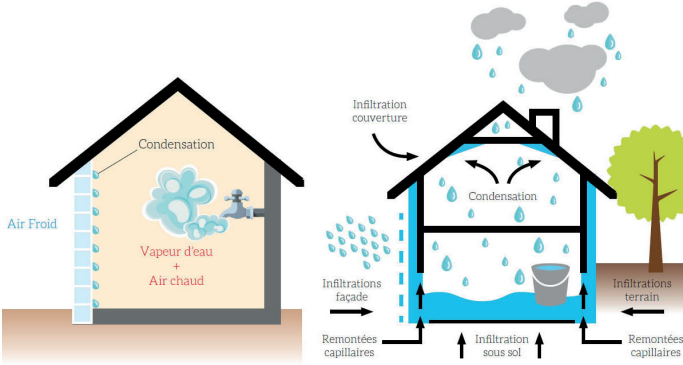 Condensation
Air Froid
Vapeur d'eau
+
Air chaud
Infiltration
couverture
Condensation
Infiltrations
façade
Infiltrations
terrain
Remontées
capillaires
Infiltration
sous sol
Remontées
capillaires